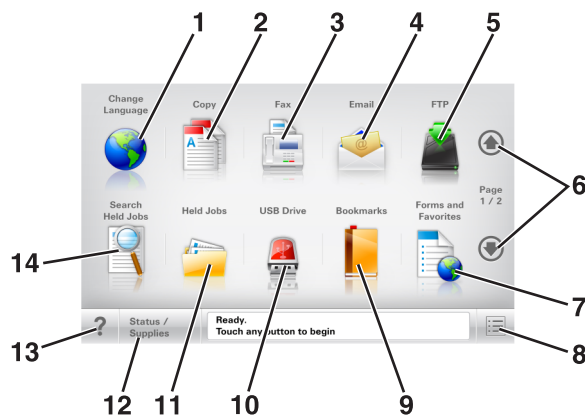 1 2 3 4 5
Change
Language
Copy
Fax
Email
FTP
A
@
6
Page
1 / 2
Search
Held Jobs
Held Jobs
USB Drive
Bookmarks
Forms and
Favorites
14
7
?
Status /
Supplies
Ready.
Touch any button to begin
13 12 11 10 9 8